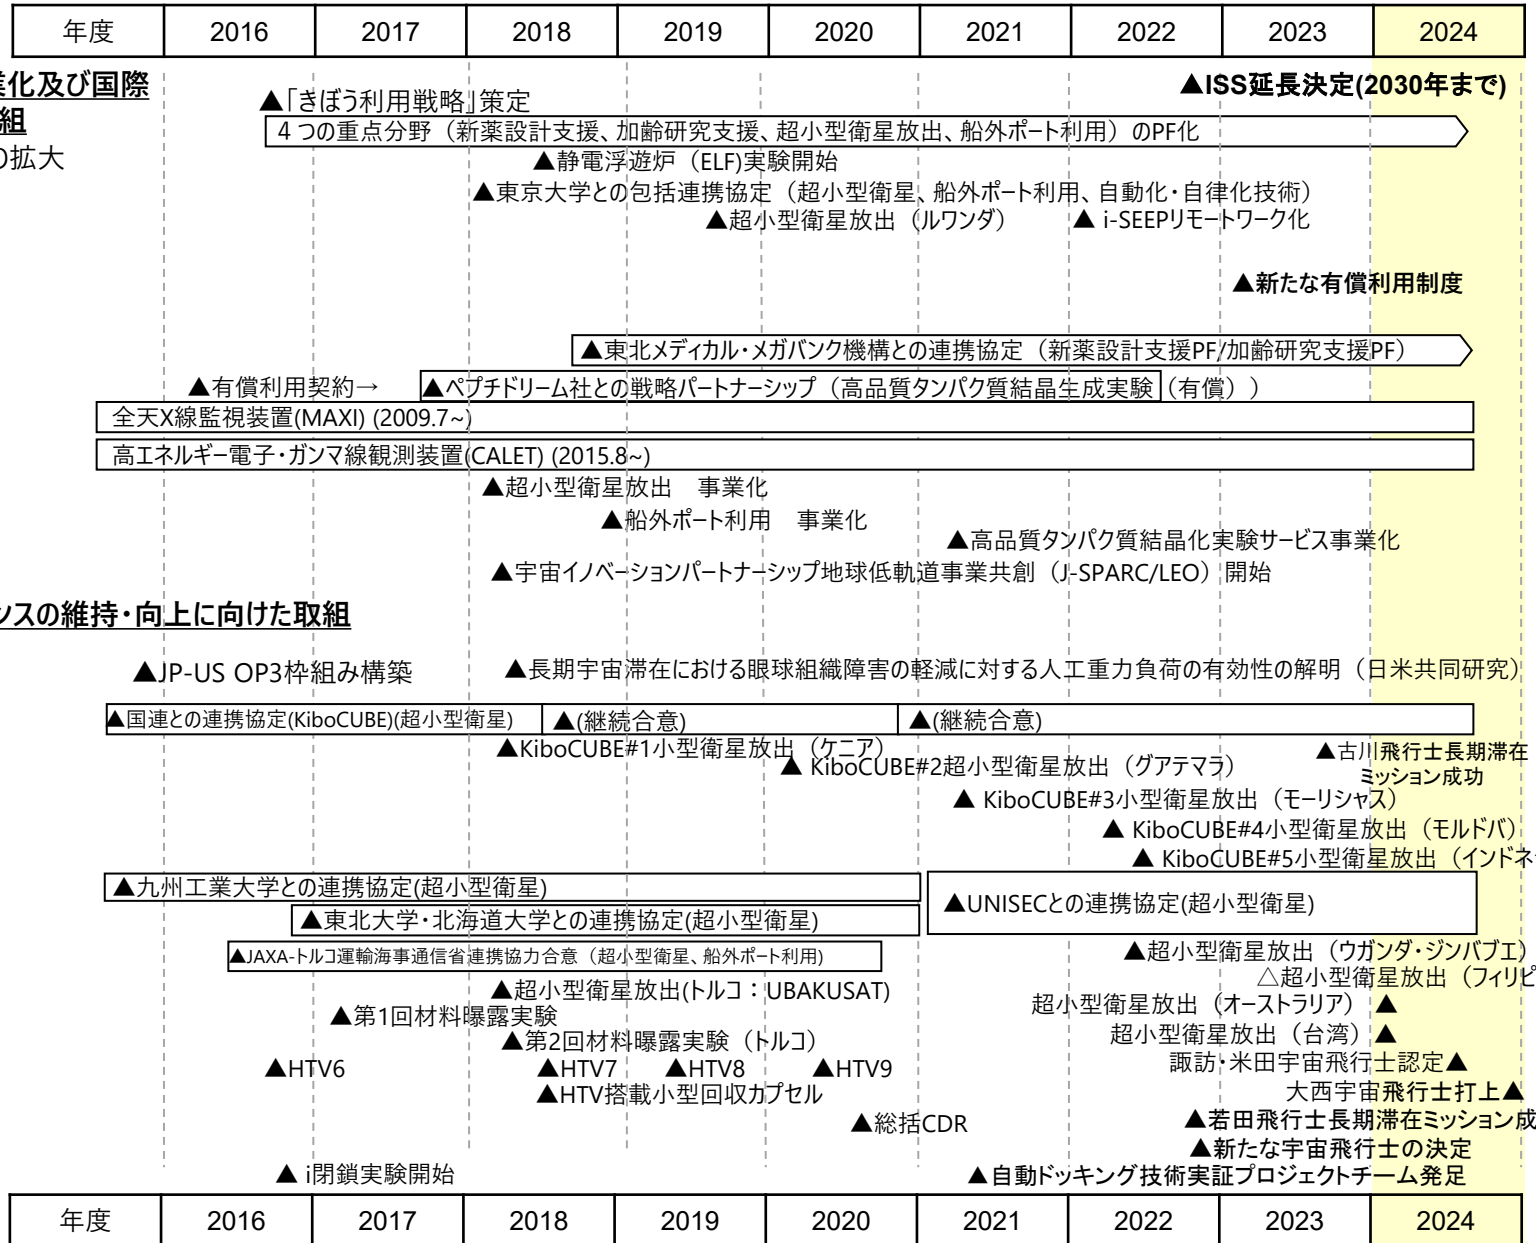 年度 2016 2017 2018 2019 2020 2021 2022 2023 2024
業化及び国際
▲ISS延長決定(2030年まで)
▲「きぼう利用戦略」策定
組
４つの重点分野（新薬設計支援、加齢研究支援、超小型衛星放出、船外ポート利用）のPF化
の拡大
▲静電浮遊炉（ELF)実験開始
▲東京大学との包括連携協定（超小型衛星、船外ポート利用、自動化・自律化技術）
▲超小型衛星放出（ルワンダ） ▲ i-SEEPリモートワーク化
▲新たな有償利用制度
▲東北メディカル・メガバンク機構との連携協定（新薬設計支援PF/加齢研究支援PF）
▲有償利用契約→ ▲ペプチドリーム社との戦略パートナーシップ（高品質タンパク質結晶生成実験（有償））
全天X線監視装置(MAXI) (2009.7~)
高エネルギー電子・ガンマ線観測装置(CALET) (2015.8~)
▲超小型衛星放出　事業化
▲船外ポート利用　事業化
▲高品質タンパク質結晶化実験サービス事業化
▲宇宙イノベーションパートナーシップ地球低軌道事業共創（J-SPARC/LEO）開始
ンスの維持・向上に向けた取組
▲JP-US OP3枠組み構築 ▲長期宇宙滞在における眼球組織障害の軽減に対する人工重力負荷の有効性の解明（日米共同研究）
▲国連との連携協定(KiboCUBE)(超小型衛星) ▲(継続合意) ▲(継続合意)
▲KiboCUBE#1小型衛星放出（ケニア） ▲古川飛行士長期滞在
▲ KiboCUBE#2超小型衛星放出（グアテマラ） ミッション成功
▲ KiboCUBE#3小型衛星放出（モーリシャス）
▲ KiboCUBE#4小型衛星放出（モルドバ）
▲ KiboCUBE#5小型衛星放出（インドネ
▲九州工業大学との連携協定(超小型衛星)
▲UNISECとの連携協定(超小型衛星)
▲東北大学・北海道大学との連携協定(超小型衛星)
▲JAXA-トルコ運輸海事通信省連携協力合意（超小型衛星、船外ポート利用) ▲超小型衛星放出（ウガンダ・ジンバブエ）
△超小型衛星放出（フィリピ
▲超小型衛星放出(トルコ：UBAKUSAT) 超小型衛星放出（オーストラリア） ▲
▲第1回材料曝露実験
▲第2回材料曝露実験（トルコ） 超小型衛星放出（台湾）▲
▲HTV6 ▲HTV7 ▲HTV8 ▲HTV9 諏訪・米田宇宙飛行士認定▲
▲HTV搭載小型回収カプセル 大西宇宙飛行士打上▲
▲総括CDR ▲若田飛行士長期滞在ミッション成
▲新たな宇宙飛行士の決定
▲ i閉鎖実験開始 ▲自動ドッキング技術実証プロジェクトチーム発足
年度 2016 2017 2018 2019 2020 2021 2022 2023 2024